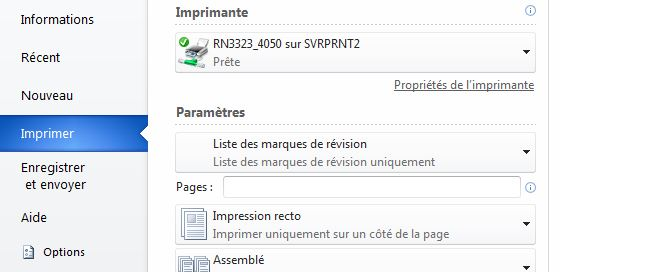 Informations
Récent
Nouveau
Imprimer
Enregistrer
et envoyer
Aide
Options
Imprimante
RN3323_4050 sur SVRPRNT2
Prête
Propriétés de l'imprimante
Paramètres
Liste des marques de révision
Liste des marques de révision uniquement
Pages :
Impression recto
Imprimer uniquement sur un côté de la page
Assemblé